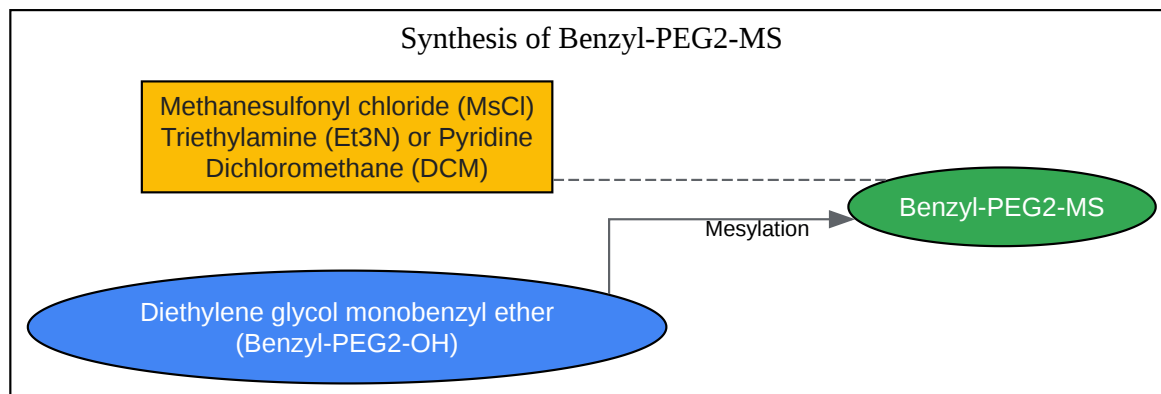 Synthesis of Benzyl-PEG2-MS
Methanesulfonyl chloride (MsCl)
Triethylamine (Et3N) or Pyridine
Dichloromethane (DCM)
Benzyl-PEG2-MS
Mesylation
Diethylene glycol monobenzyl ether
(Benzyl-PEG2-OH)